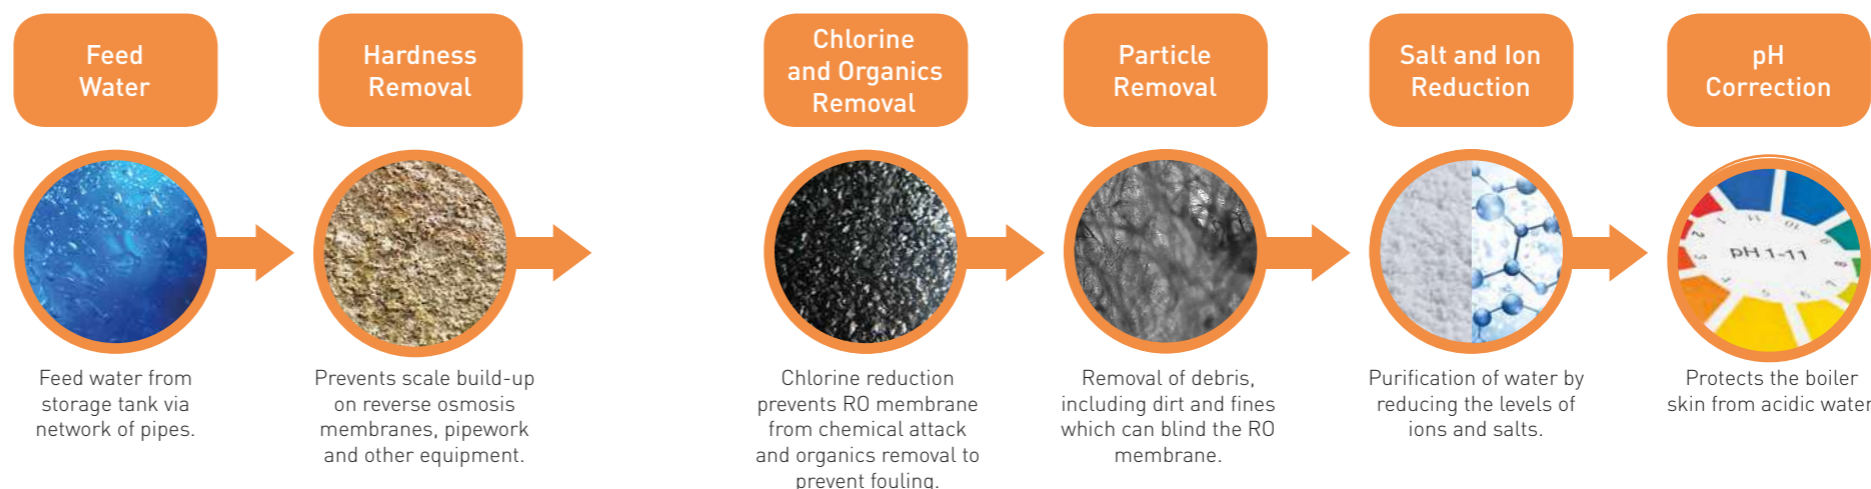 Feed
Water
Hardness
Removal
Chlorine
and Organics
Removal
Particle
Removal
Salt and Ion
Reduction
pH
Correction
pH 1-11
Feed water from
storage tank via
network of pipes.
Prevents scale build-up
on reverse osmosis
membranes, pipework
and other equipment.
Chlorine reduction
prevents RO membrane
from chemical attack
and organics removal to
prevent fouling.
Removal of debris,
including dirt and fines
which can blind the RO
membrane.
Purification of water by
reducing the levels of
ions and salts.
Protects the boiler
skin from acidic water